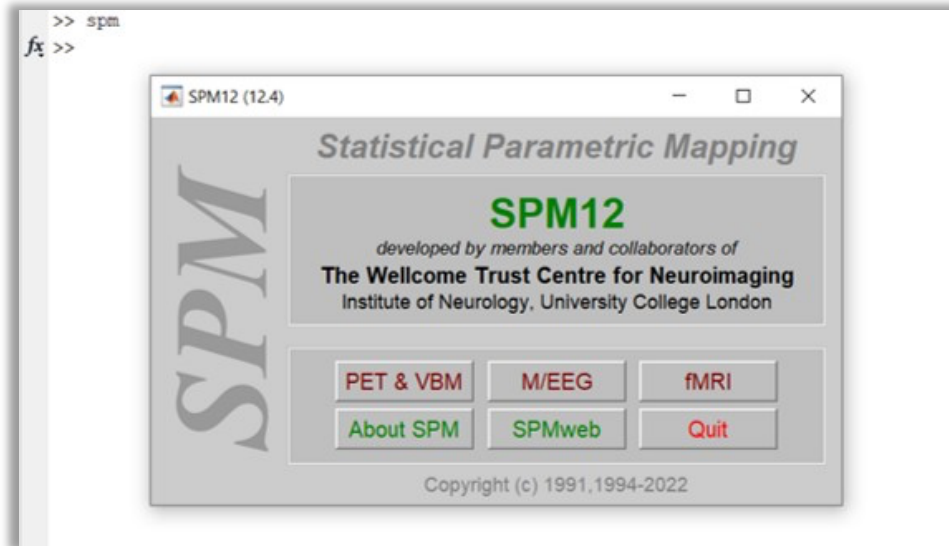 >> spm
fx >>
SPM12 (12.4)
SPM
Statistical Parametric Mapping
SPM12
developed by members and collaborators of
The Wellcome Trust Centre for Neuroimaging
Institute of Neurology, University College London
PET & VBM M/EEG fMRI
About SPM SPMweb Quit
Copyright (c) 1991,1994-2022